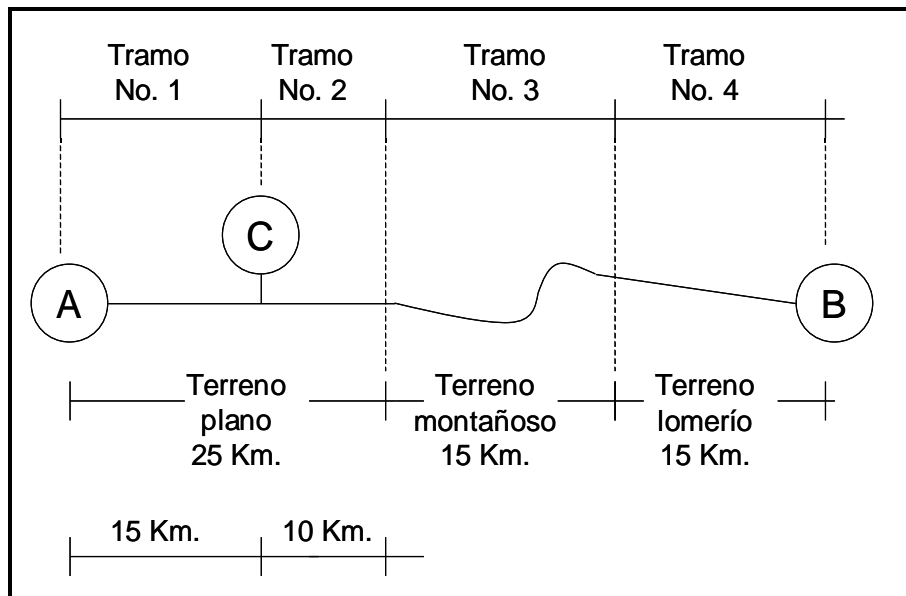 Tramo
No. 1
Tramo
No. 2
Tramo
No. 3
Tramo
No. 4
C
A
B
Terreno
plano
25 Km.
Terreno
montañoso
15 Km.
Terreno
lomerío
15 Km.
15 Km.
10 Km.